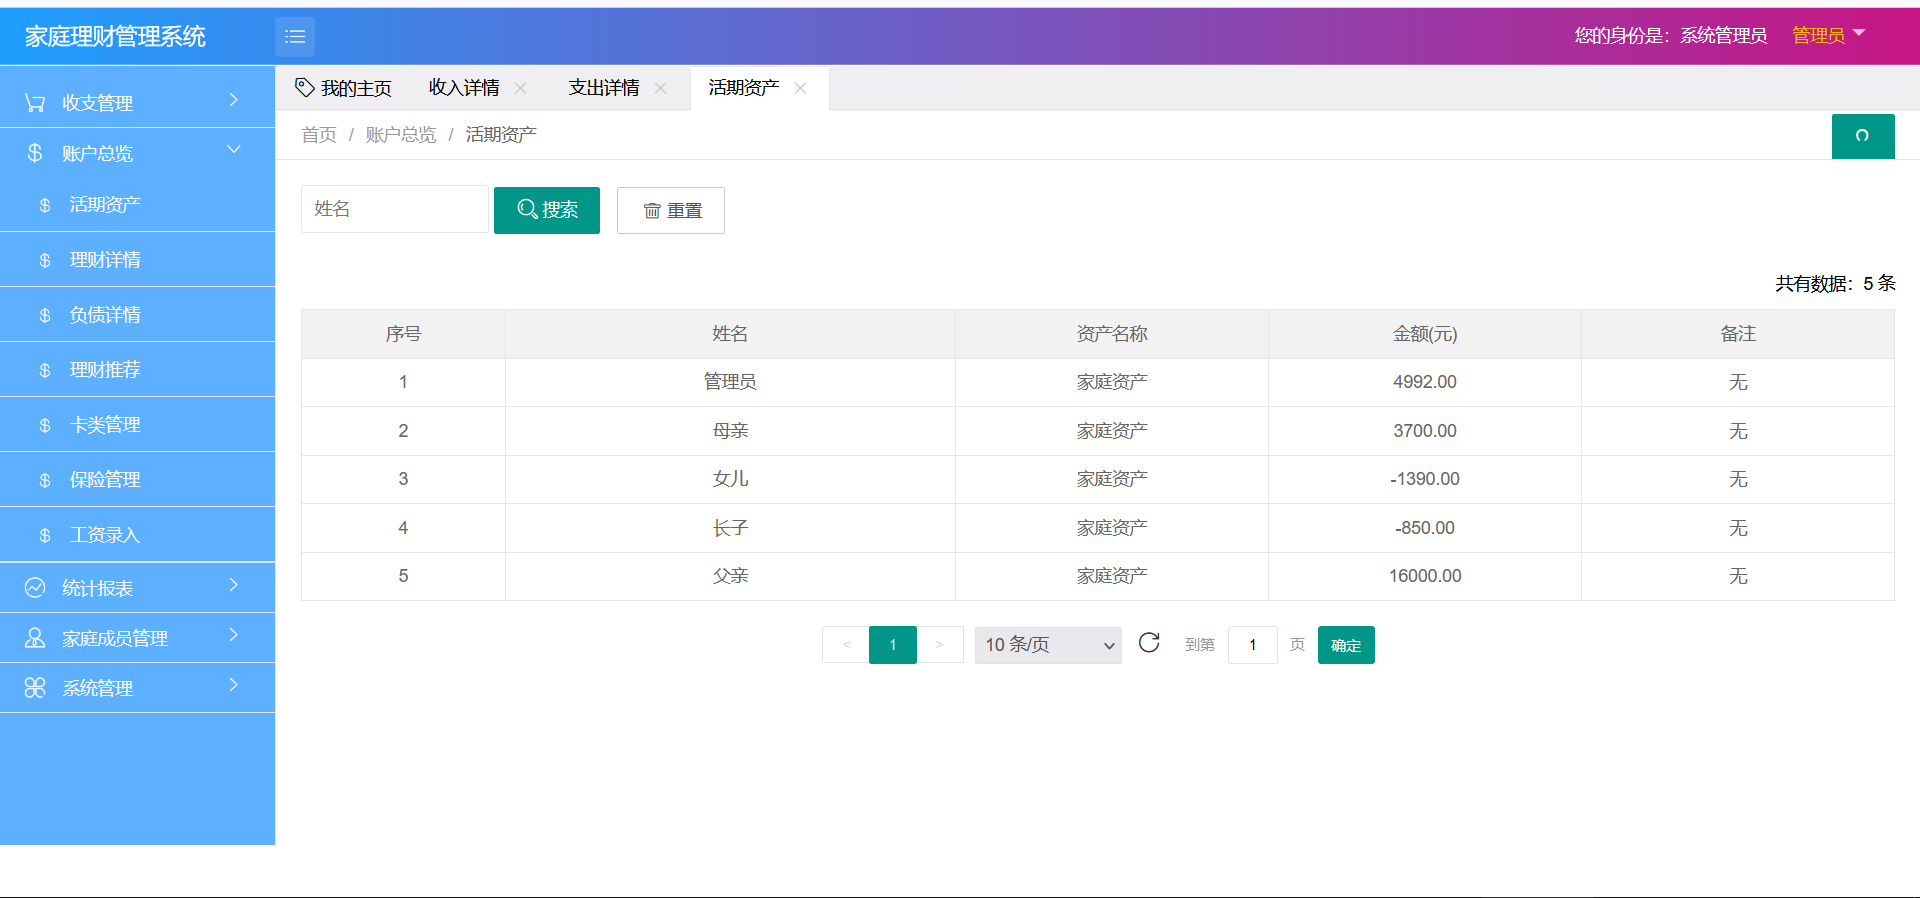 家庭理财管理系统
您的身份是：系统管理员 管理员
收支管理
账户总览
活期资产
理财详情
负债详情
理财推荐
卡类管理
保险管理
工资录入
统计报表
家庭成员管理
系统管理
我的主页 收入详情 支出详情 活期资产
首页 / 账户总览 / 活期资产
姓名 搜索 重置
共有数据：5 条
序号 姓名 资产名称 金额(元) 备注
1 管理员 家庭资产 4992.00 无
2 母亲 家庭资产 3700.00 无
3 女儿 家庭资产 -1390.00 无
4 长子 家庭资产 -850.00 无
5 父亲 家庭资产 16000.00 无
< 1 > 10 条/页 到第 1 页 确定